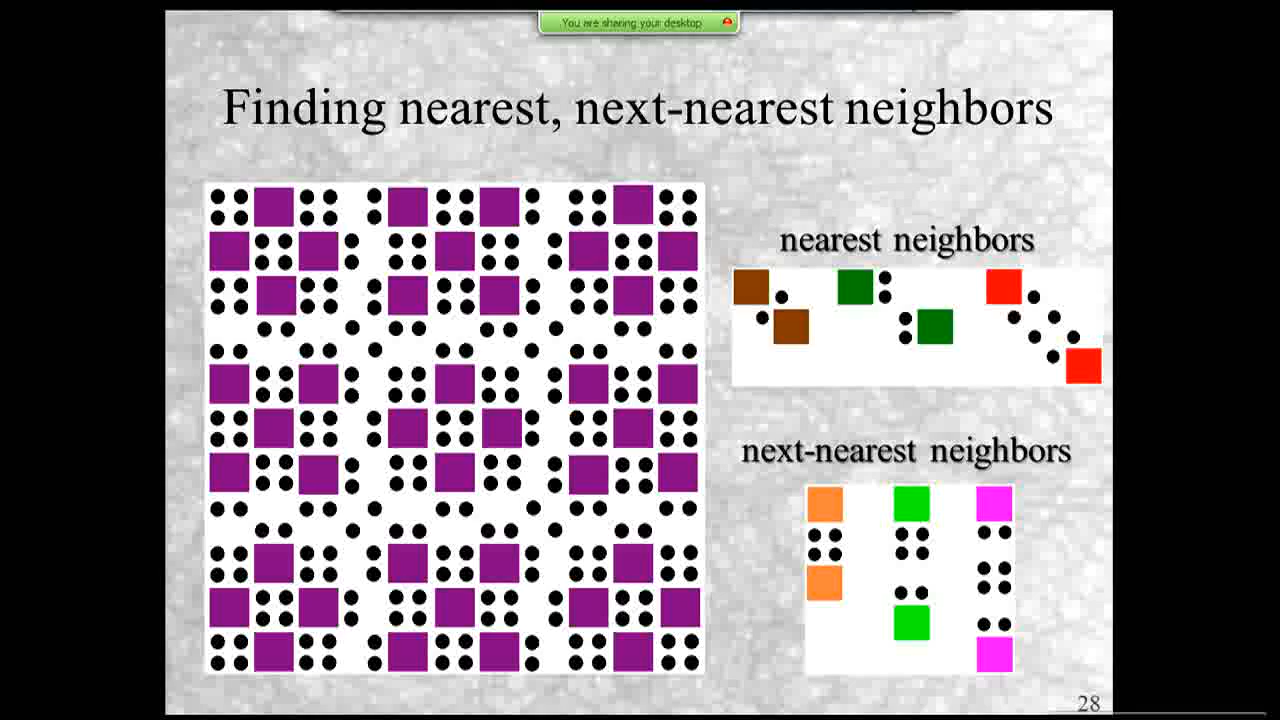 You are sharing your desktop
Finding nearest, next-nearest neighbors
nearest neighbors
next-nearest neighbors
28